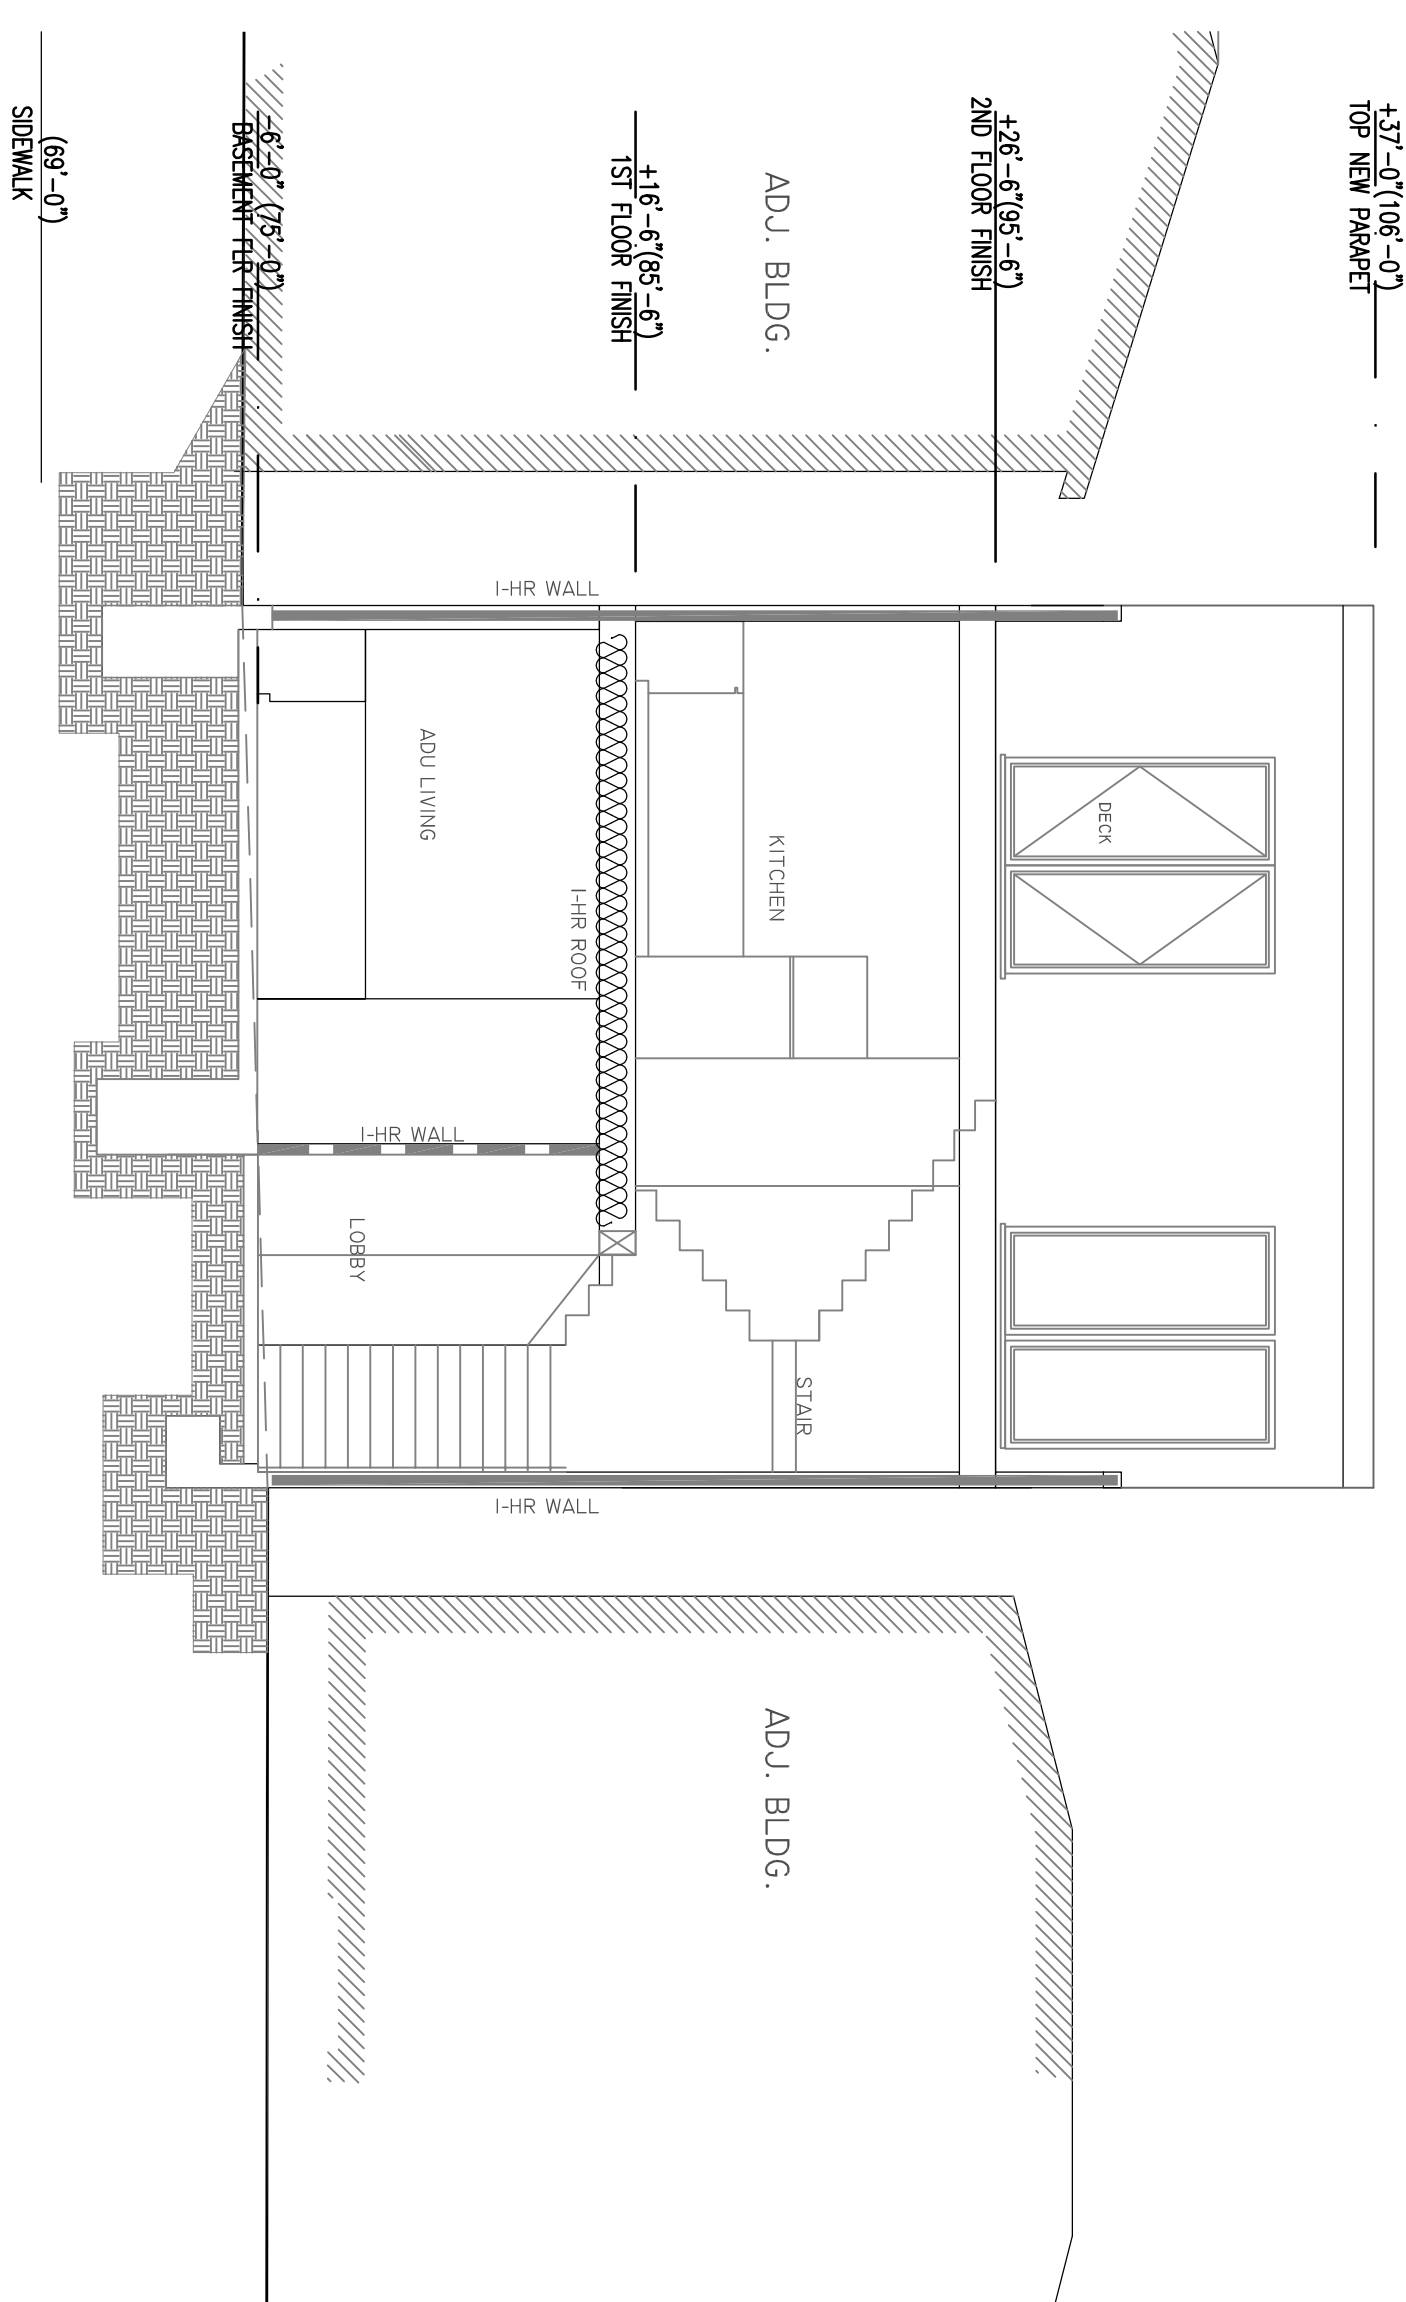 +37'-0"(106'-0")
TOP NEW PARAPET
+26'-6"(95'-6")
2ND FLOOR FINISH
DECK
ADJ. BLDG.
KITCHEN
STAIR
ADJ. BLDG.
+16'-6"(85'-6")
1ST FLOOR FINISH
I-HR WALL
I-HR ROOF
I-HR WALL
ADU LIVING
I-HR WALL
LOBBY
-6'-0" (75'-0")
BASEMENT FLR FINISH
(69'-0")
SIDEWALK